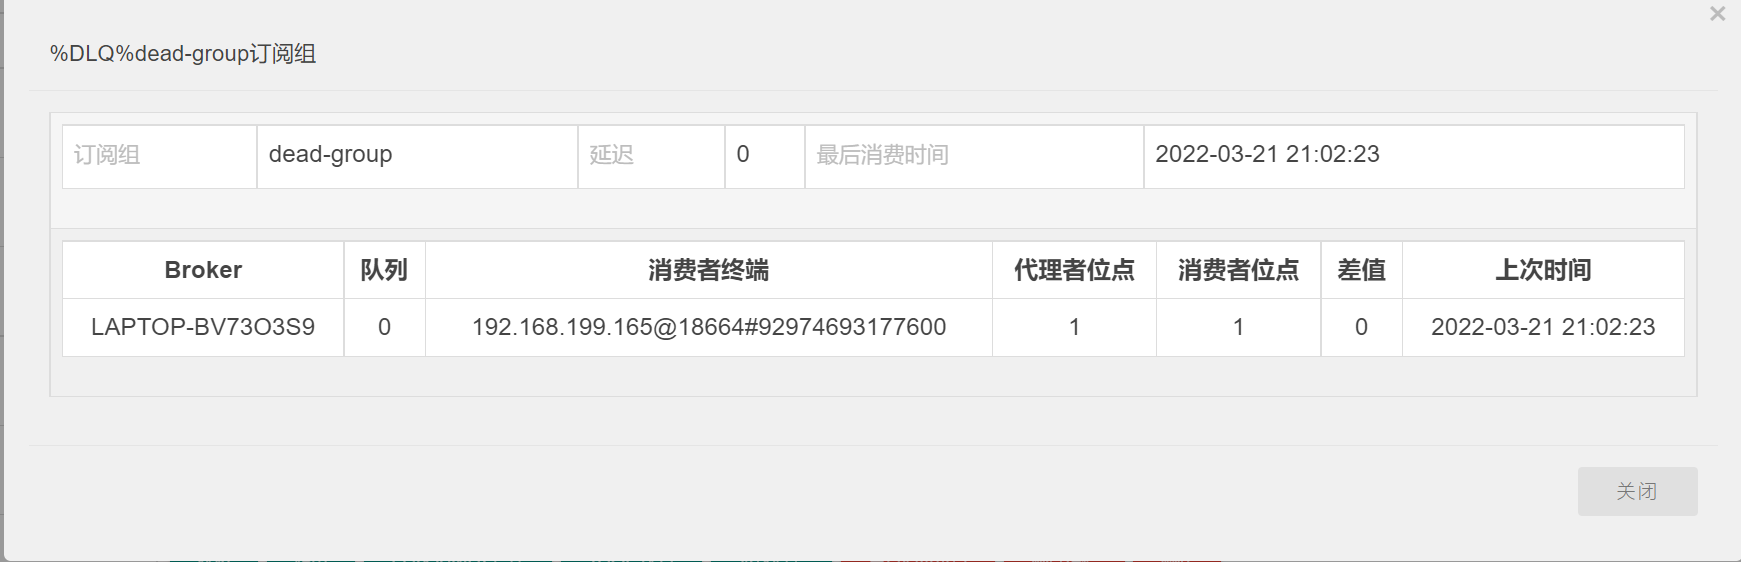 ×
%DLQ%dead-group订阅组
订阅组 dead-group 延迟 0 最后消费时间 2022-03-21 21:02:23
Broker 队列 消费者终端 代理者位点 消费者位点 差值 上次时间
LAPTOP-BV73O3S9 0 192.168.199.165@18664#92974693177600 1 1 0 2022-03-21 21:02:23
关闭